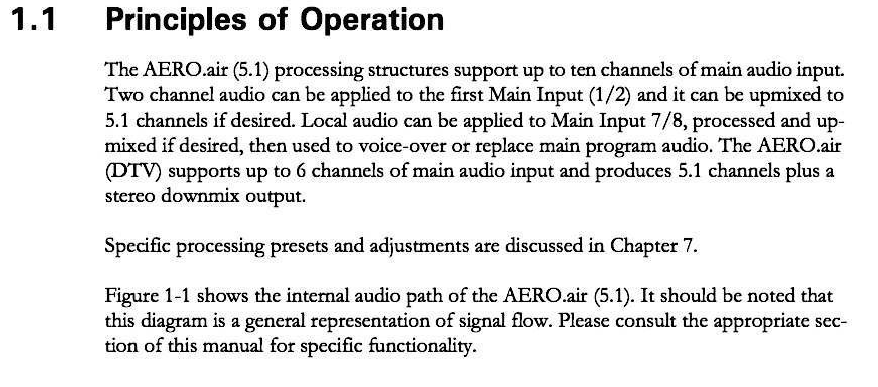 1.1 Principles of Operation
The AERO.air (5.1) processing structures support up to ten channels of main audio input.
Two channel audio can be applied to the first Main Input (1/2) and it can be upmixed to
5.1 channels if desired. Local audio can be applied to Main Input 7/8, processed and up-
mixed if desired, then used to voice-over or replace main program audio. The AERO.air
(DTV) supports up to 6 channels of main audio input and produces 5.1 channels plus a
stereo downmix output.
Specific processing presets and adjustments are discussed in Chapter 7.
Figure 1-1 shows the internal audio path of the AERO.air (5.1). It should be noted that
this diagram is a general representation of signal flow. Please consult the appropriate sec-
tion of this manual for specific functionality.